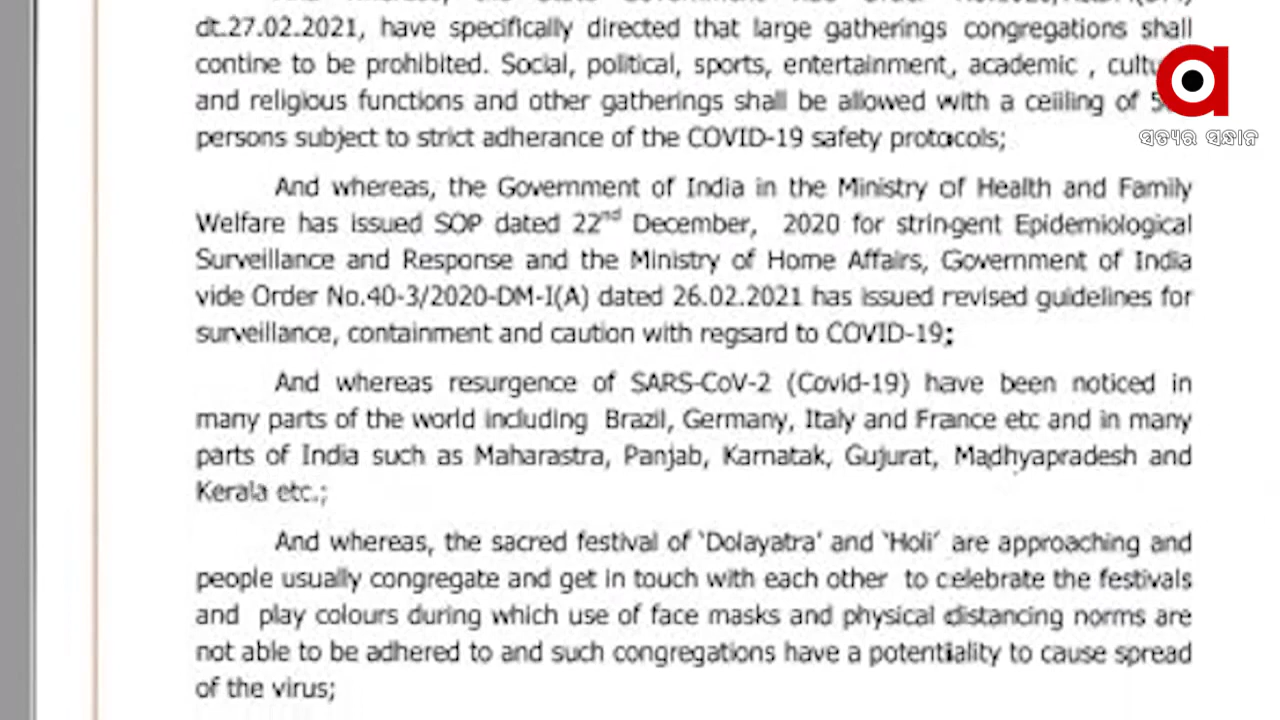 dt.27.02.2021, have specifically directed that large gatherings congregations shall
contine to be prohibited. Social, political, sports, entertainment, academic ,
and religious functions and other gatherings shall be allowed with a ceiiling of
persons subject to strict adherance of the COVID-19 safety protocols;
ସତ୍ୟର ସନ୍ଧାନ
And whereas, the Government of India in the Ministry of Health and Family
Welfare has issued SOP dated 22nd December, 2020 for stringent Epidemiological
Surveillance and Response and the Ministry of Home Affairs, Government of India
vide Order No.40-3/2020-DM-I(A) dated 26.02.2021 has issued revised guidelines for
surveillance, containment and caution with regsard to COVID-19;
And whereas resurgence of SARS-CoV-2 (Covid-19) have been noticed in
many parts of the world including Brazil, Germany, Italy and France etc and in many
parts of India such as Maharastra, Panjab, Karnatak, Gujurat, Madhyapradesh and
Kerala etc.;
And whereas, the sacred festival of 'Dolayatra' and 'Holi' are approaching and
people usually congregate and get in touch with each other to celebrate the festivals
and play colours during which use of face masks and physical distancing norms are
not able to be adhered to and such congregations have a potentiality to cause spread
of the virus;